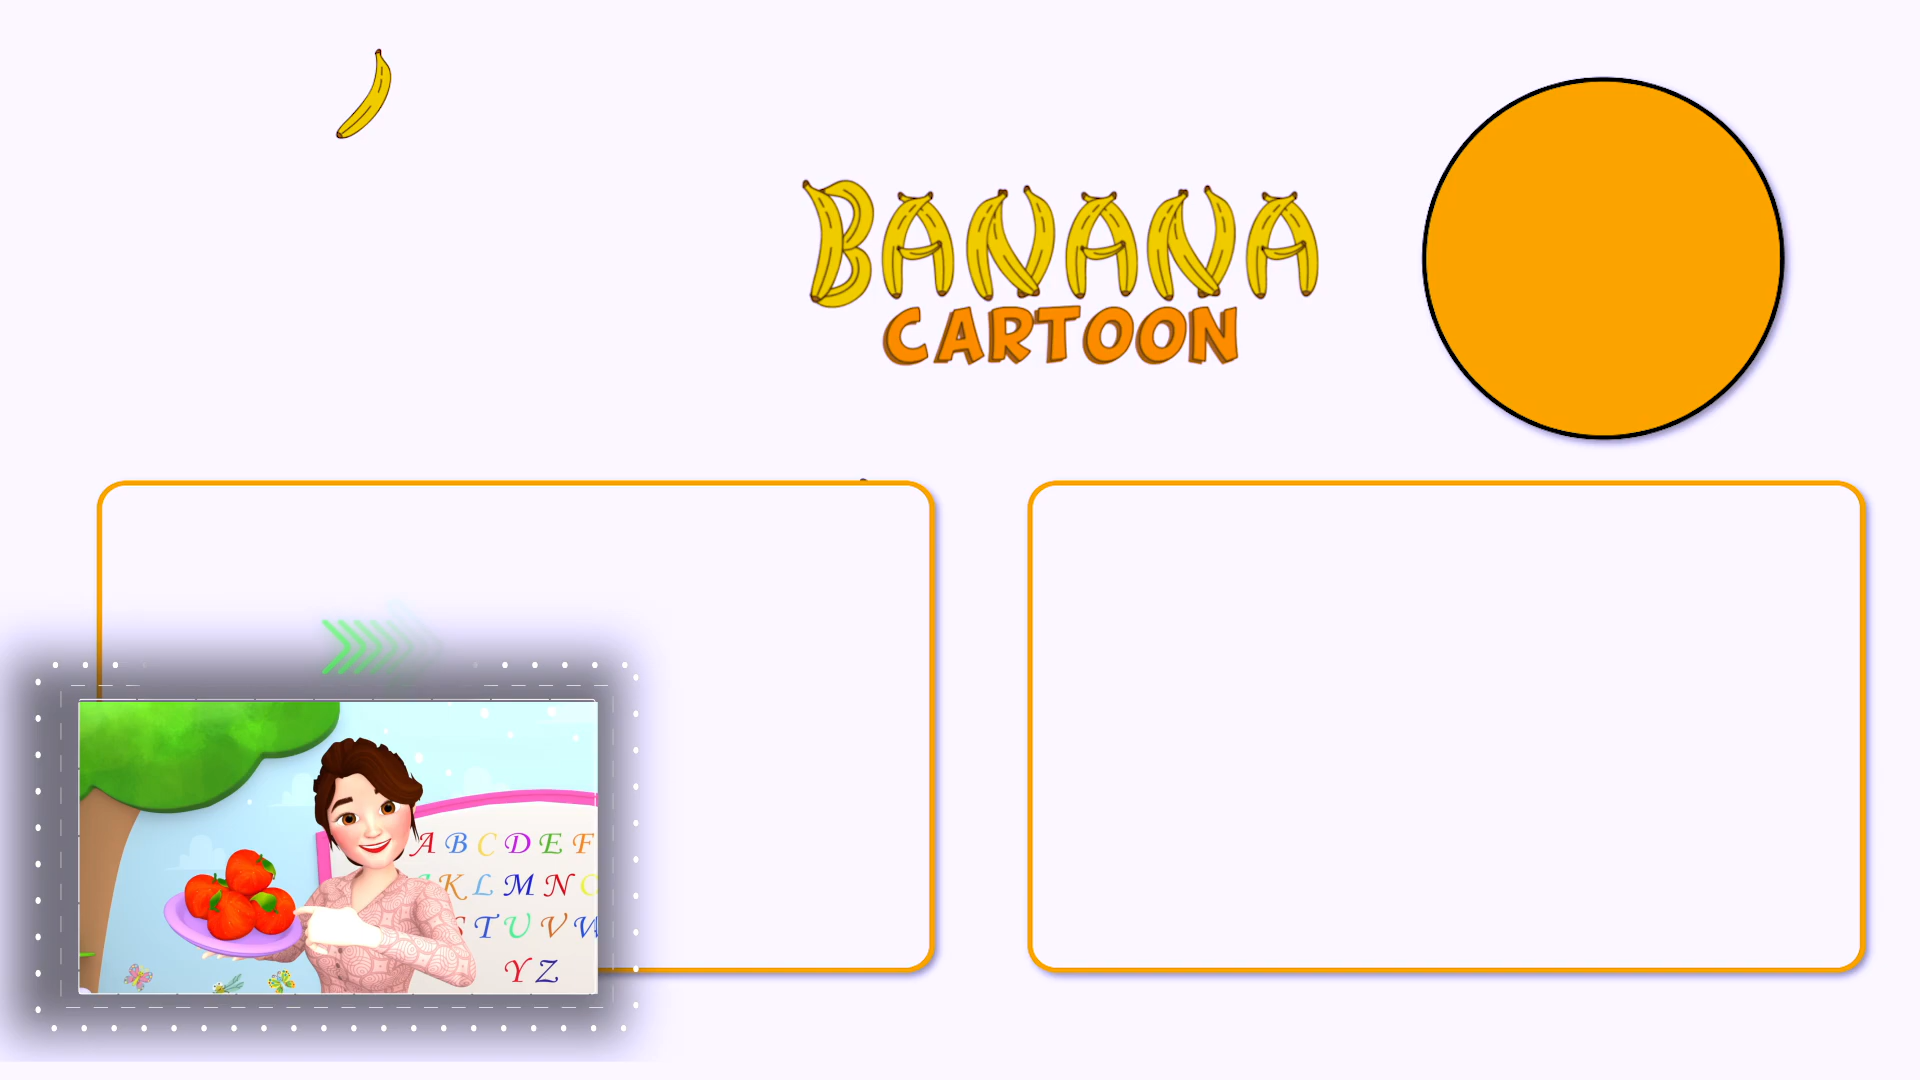 BANANA
CARTOON
A B C D E F
K L M N
T U V W
Y Z